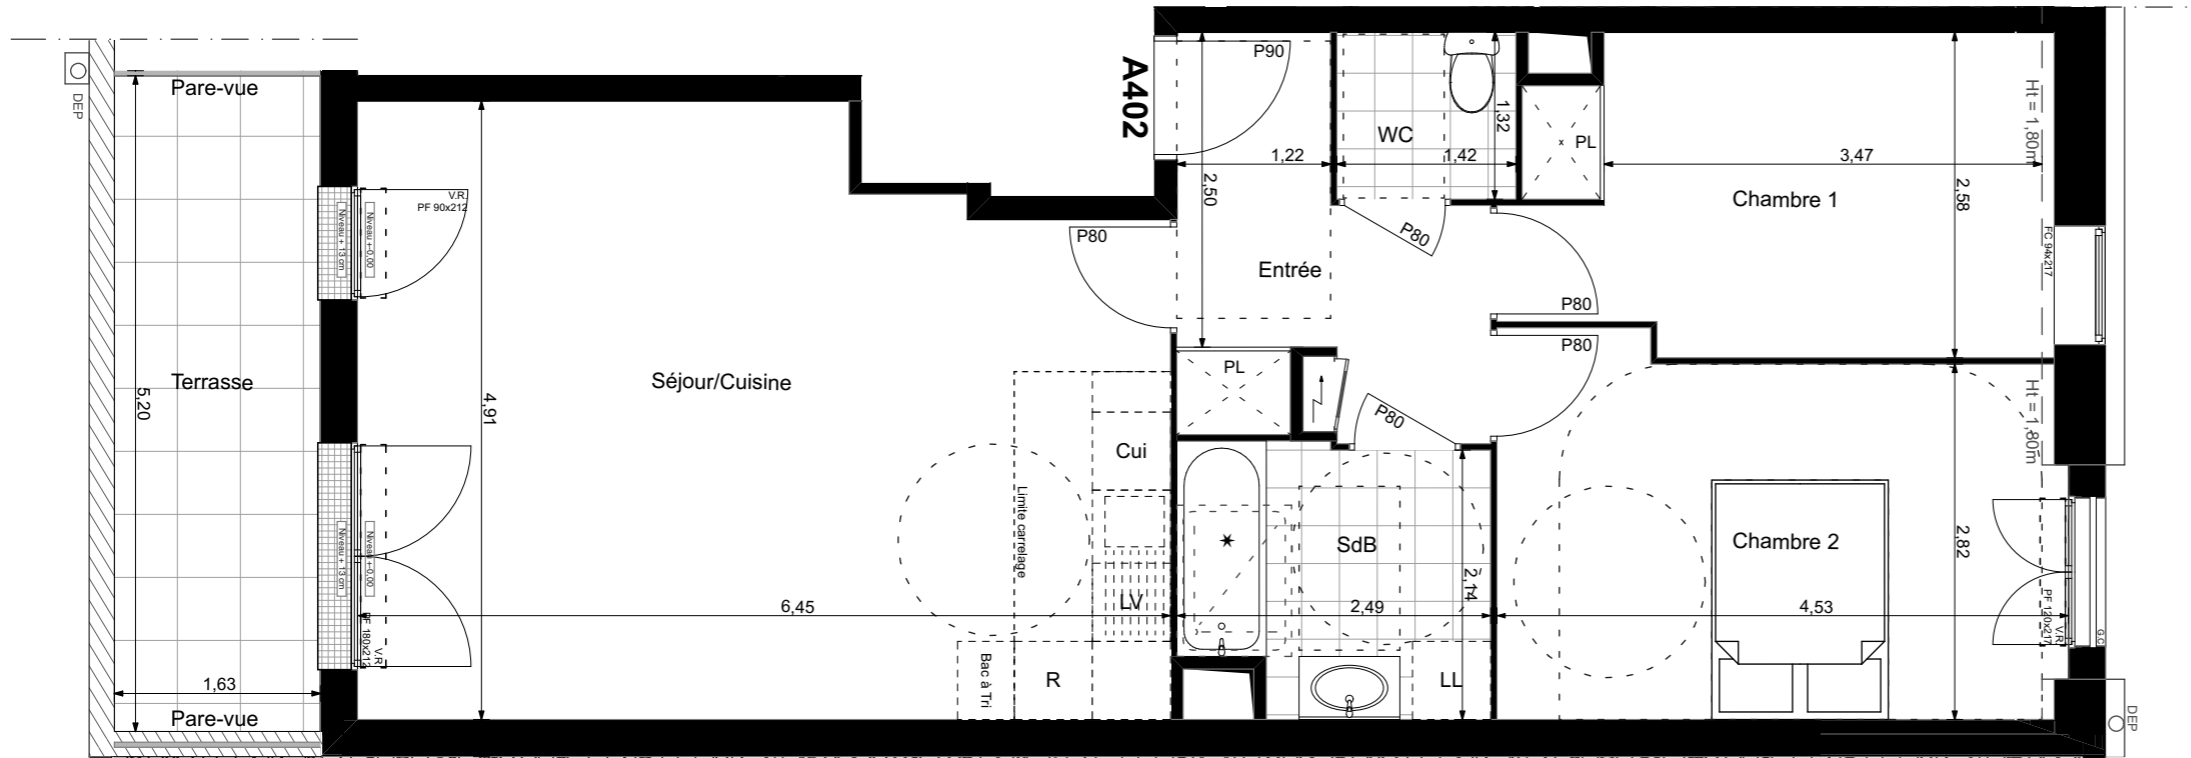 Pare-vue
DEP
5,20
Terrasse
1,63
Pare-vue
V.R.
PF 90x212
Niveau + 13 cm
Niveau +-0,00
Niveau + 13 cm
Niveau +-0,00
PF 180x212
V.R.
4,91
Séjour/Cuisine
6,45
Limite carrelage
Cui
LV
R
Bac à Tri
A402
P90
1,22
2,50
P80
Entrée
PL
WC
1,32
1,42
P80
PL
3,47
Ht = 1,80m
Chambre 1
2,58
FC 94x217
P80
P80
P80
SdB
2,14
2,49
LL
Ht = 1,80m
Chambre 2
2,82
4,53
PF 120x217
V.R.
G.C
DEP